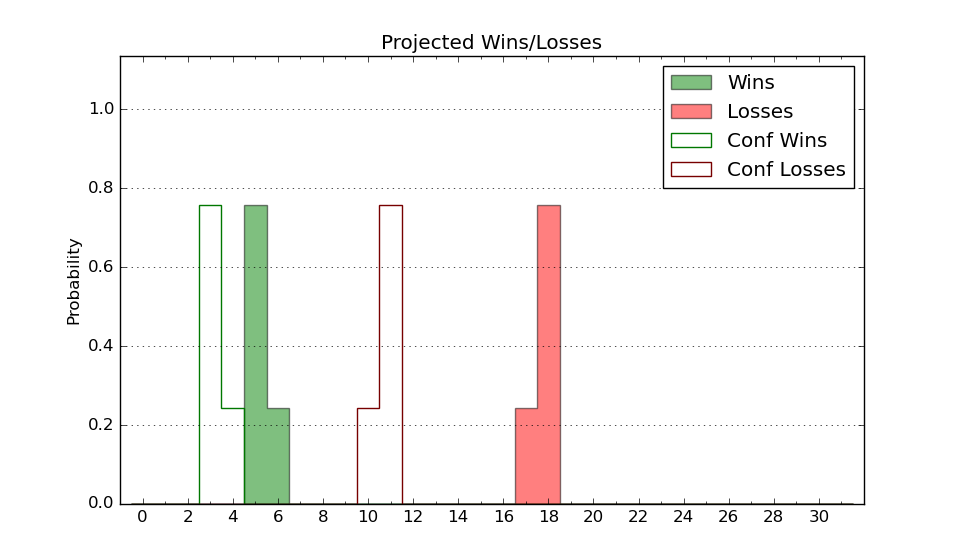 Projected Wins/Losses
Wins
Losses
Conf Wins
Conf Losses
Probability
1.0
0.8
0.6
0.4
0.2
0.0
0 2 4 6 8 10 12 14 16 18 20 22 24 26 28 30